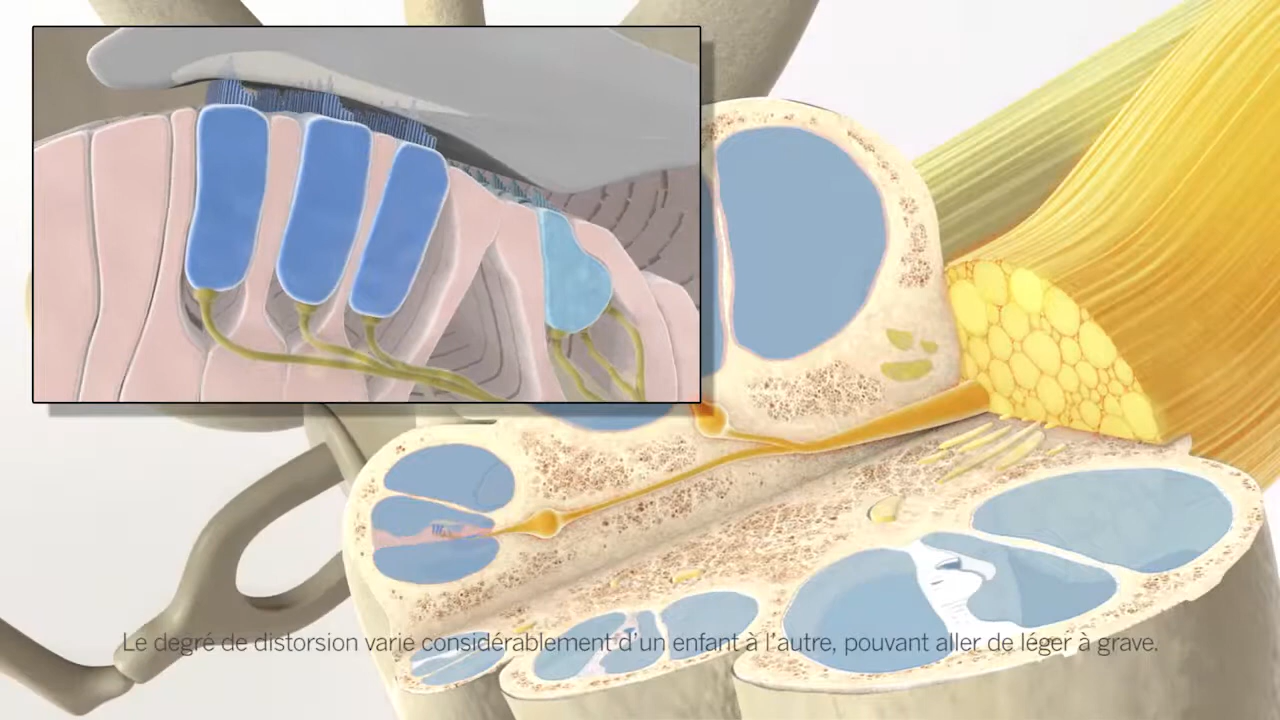 Le degré de distorsion varie considérablement d'un enfant à l'autre, pouvant aller de léger à grave.